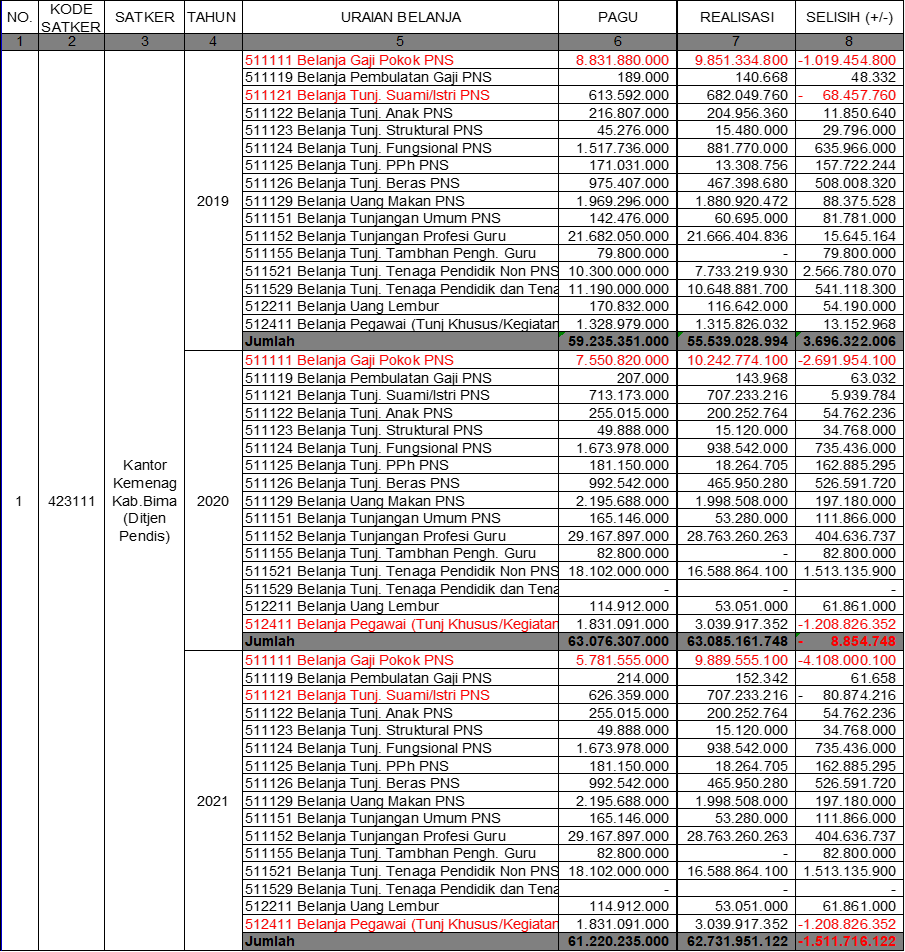 NO. KODE SATKER SATKER TAHUN URAIAN BELANJA PAGU REALISASI SELISIH (+/-)
1 2 3 4 5 6 7 8
511111 Belanja Gaji Pokok PNS 8.831.880.000 9.851.334.800 -1.019.454.800
511119 Belanja Pembulatan Gaji PNS 189.000 140.668 48.332
511121 Belanja Tunj. Suami/Istri PNS 613.592.000 682.049.760 - 68.457.760
511122 Belanja Tunj. Anak PNS 216.807.000 204.956.360 11.850.640
511123 Belanja Tunj. Struktural PNS 45.276.000 15.480.000 29.796.000
511124 Belanja Tunj. Fungsional PNS 1.517.736.000 881.770.000 635.966.000
511125 Belanja Tunj. PPh PNS 171.031.000 13.308.756 157.722.244
511126 Belanja Tunj. Beras PNS 975.407.000 467.398.680 508.008.320
2019 511129 Belanja Uang Makan PNS 1.969.296.000 1.880.920.472 88.375.528
511151 Belanja Tunjangan Umum PNS 142.476.000 60.695.000 81.781.000
511152 Belanja Tunjangan Profesi Guru 21.682.050.000 21.666.404.836 15.645.164
511155 Belanja Tunj. Tambhan Pengh. Guru 79.800.000 - 79.800.000
511521 Belanja Tunj. Tenaga Pendidik Non PNS 10.300.000.000 7.733.219.930 2.566.780.070
511529 Belanja Tunj. Tenaga Pendidik dan Tena 11.190.000.000 10.648.881.700 541.118.300
512211 Belanja Uang Lembur 170.832.000 116.642.000 54.190.000
512411 Belanja Pegawai (Tunj Khusus/Kegiatan 1.328.979.000 1.315.826.032 13.152.968
Jumlah 59.235.351.000 55.539.028.994 3.696.322.006
511111 Belanja Gaji Pokok PNS 7.550.820.000 10.242.774.100 -2.691.954.100
511119 Belanja Pembulatan Gaji PNS 207.000 143.968 63.032
511121 Belanja Tunj. Suami/Istri PNS 713.173.000 707.233.216 5.939.784
511122 Belanja Tunj. Anak PNS 255.015.000 200.252.764 54.762.236
511123 Belanja Tunj. Struktural PNS 49.888.000 15.120.000 34.768.000
511124 Belanja Tunj. Fungsional PNS 1.673.978.000 938.542.000 735.436.000
Kantor 511125 Belanja Tunj. PPh PNS 181.150.000 18.264.705 162.885.295
Kemenag 511126 Belanja Tunj. Beras PNS 992.542.000 465.950.280 526.591.720
1 423111 Kab.Bima 2020 511129 Belanja Uang Makan PNS 2.195.688.000 1.998.508.000 197.180.000
(Ditjen 511151 Belanja Tunjangan Umum PNS 165.146.000 53.280.000 111.866.000
Pendis) 511152 Belanja Tunjangan Profesi Guru 29.167.897.000 28.763.260.263 404.636.737
511155 Belanja Tunj. Tambhan Pengh. Guru 82.800.000 - 82.800.000
511521 Belanja Tunj. Tenaga Pendidik Non PNS 18.102.000.000 16.588.864.100 1.513.135.900
511529 Belanja Tunj. Tenaga Pendidik dan Tena - - -
512211 Belanja Uang Lembur 114.912.000 53.051.000 61.861.000
512411 Belanja Pegawai (Tunj Khusus/Kegiatan 1.831.091.000 3.039.917.352 -1.208.826.352
Jumlah 63.076.307.000 63.085.161.748 - 8.854.748
511111 Belanja Gaji Pokok PNS 5.781.555.000 9.889.555.100 -4.108.000.100
511119 Belanja Pembulatan Gaji PNS 214.000 152.342 61.658
511121 Belanja Tunj. Suami/Istri PNS 626.359.000 707.233.216 - 80.874.216
511122 Belanja Tunj. Anak PNS 255.015.000 200.252.764 54.762.236
511123 Belanja Tunj. Struktural PNS 49.888.000 15.120.000 34.768.000
511124 Belanja Tunj. Fungsional PNS 1.673.978.000 938.542.000 735.436.000
511125 Belanja Tunj. PPh PNS 181.150.000 18.264.705 162.885.295
511126 Belanja Tunj. Beras PNS 992.542.000 465.950.280 526.591.720
2021 511129 Belanja Uang Makan PNS 2.195.688.000 1.998.508.000 197.180.000
511151 Belanja Tunjangan Umum PNS 165.146.000 53.280.000 111.866.000
511152 Belanja Tunjangan Profesi Guru 29.167.897.000 28.763.260.263 404.636.737
511155 Belanja Tunj. Tambhan Pengh. Guru 82.800.000 - 82.800.000
511521 Belanja Tunj. Tenaga Pendidik Non PNS 18.102.000.000 16.588.864.100 1.513.135.900
511529 Belanja Tunj. Tenaga Pendidik dan Tena - - -
512211 Belanja Uang Lembur 114.912.000 53.051.000 61.861.000
512411 Belanja Pegawai (Tunj Khusus/Kegiatan 1.831.091.000 3.039.917.352 -1.208.826.352
Jumlah 61.220.235.000 62.731.951.122 -1.511.716.122